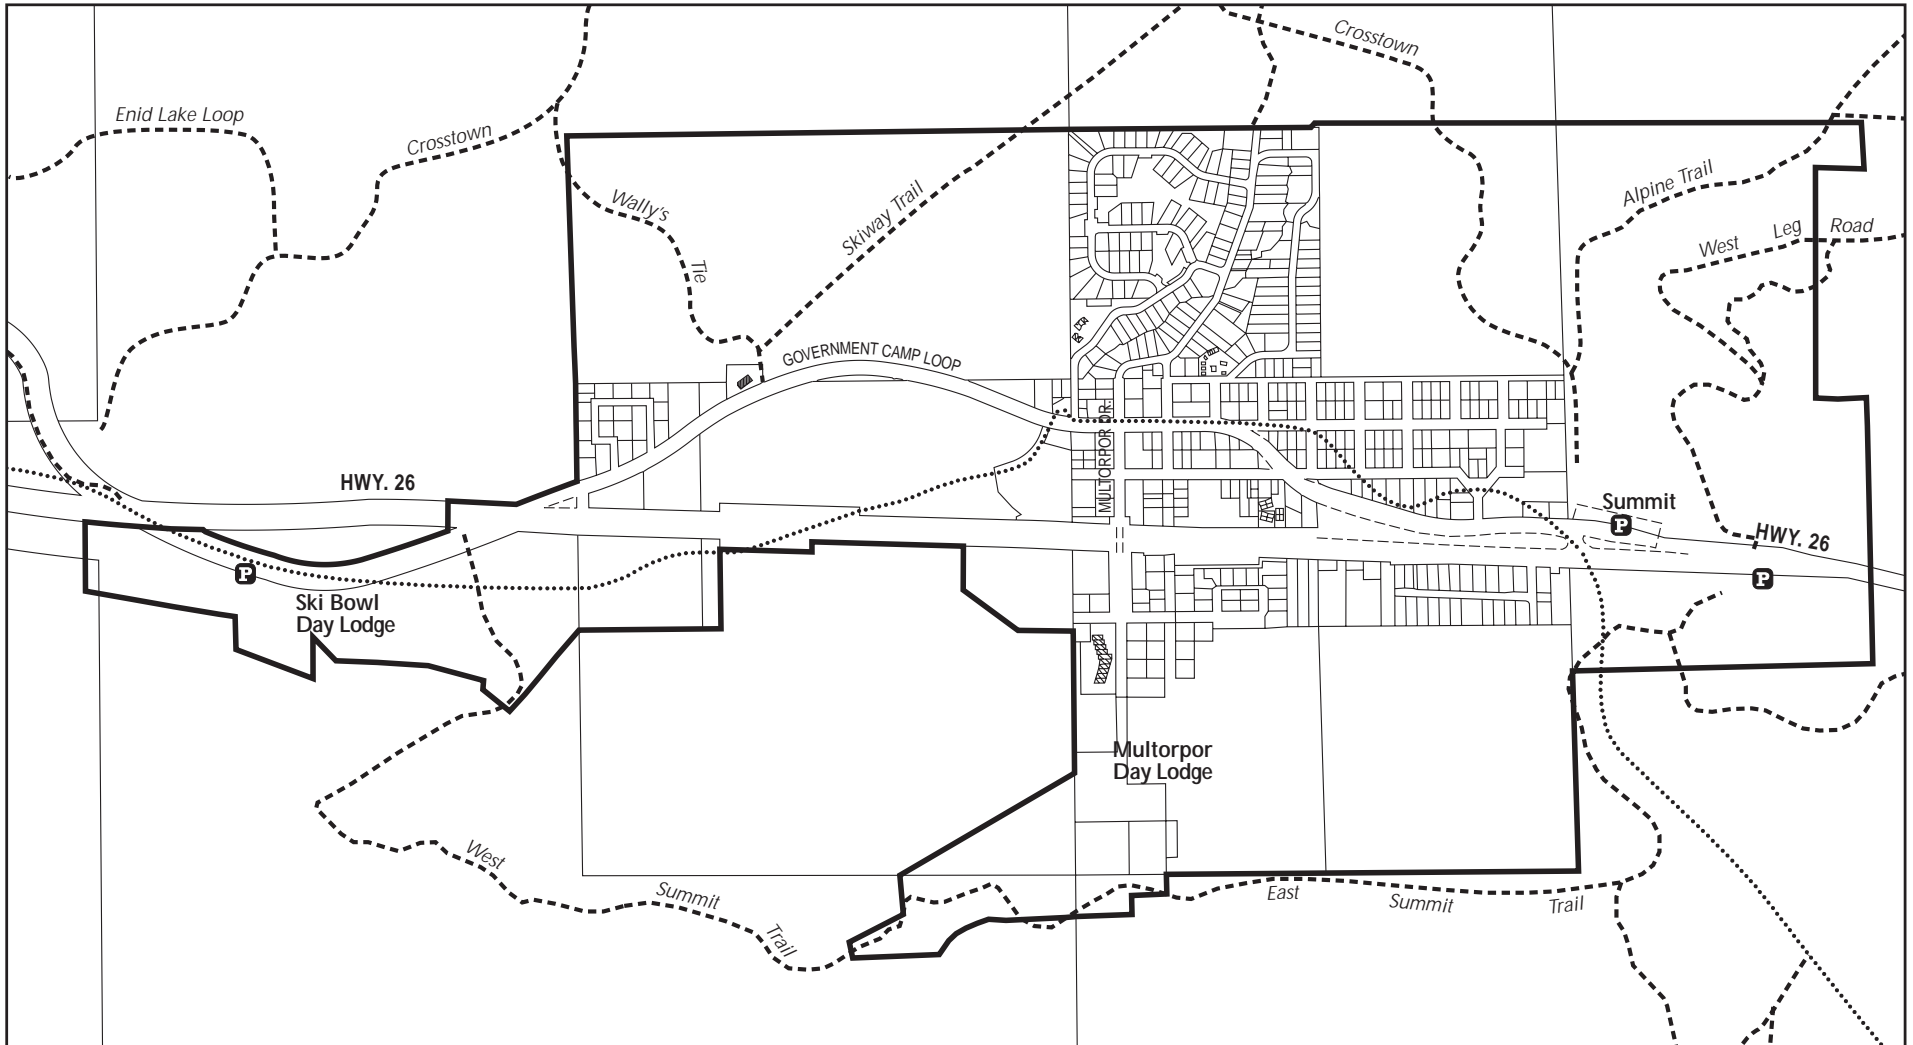 Crosstown
Enid Lake Loop
Crosstown
Alpine Trail
Wally's
Tie
Skiway Trail
West Leg Road
GOVERNMENT CAMP LOOP
MULTORPOR DR.
HWY. 26
Summit
P
HWY. 26
P
P
Ski Bowl
Day Lodge
Multorpor
Day Lodge
West Summit Trail
East Summit Trail